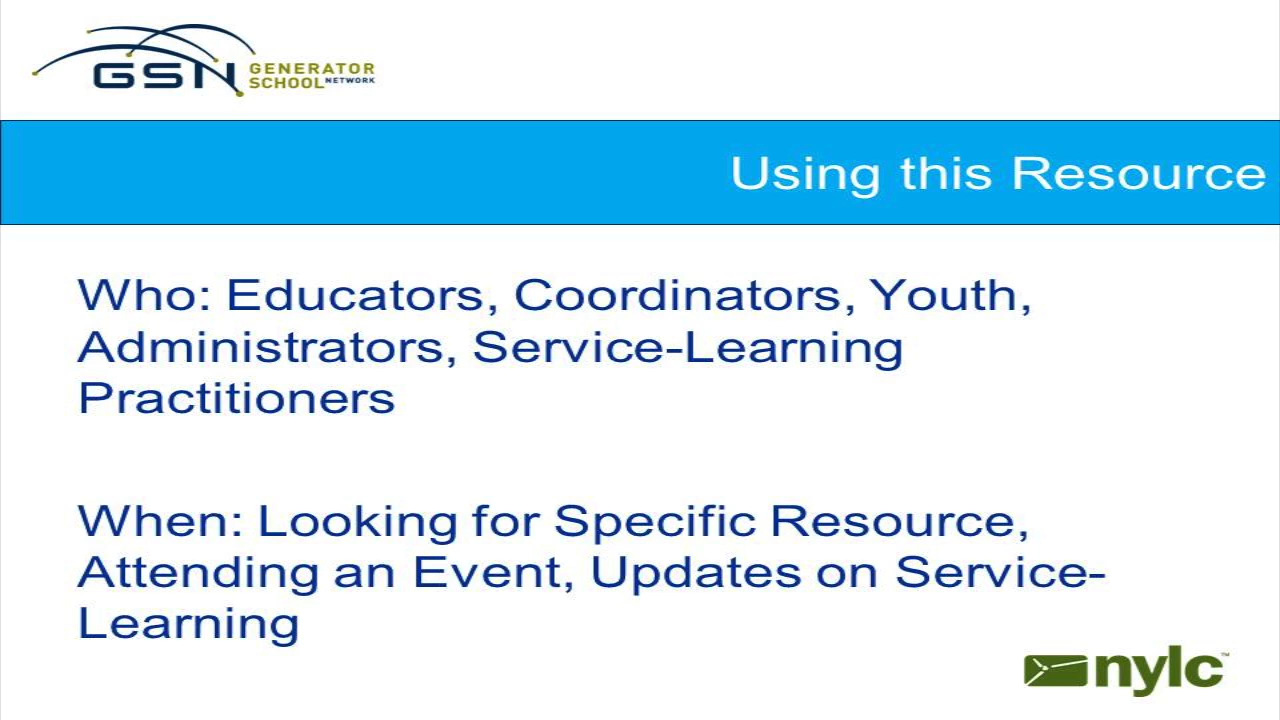 GSN GENERATOR
SCHOOL NETWORK
Using this Resource
Who: Educators, Coordinators, Youth,
Administrators, Service-Learning
Practitioners
When: Looking for Specific Resource,
Attending an Event, Updates on Service-
Learning
nylc™